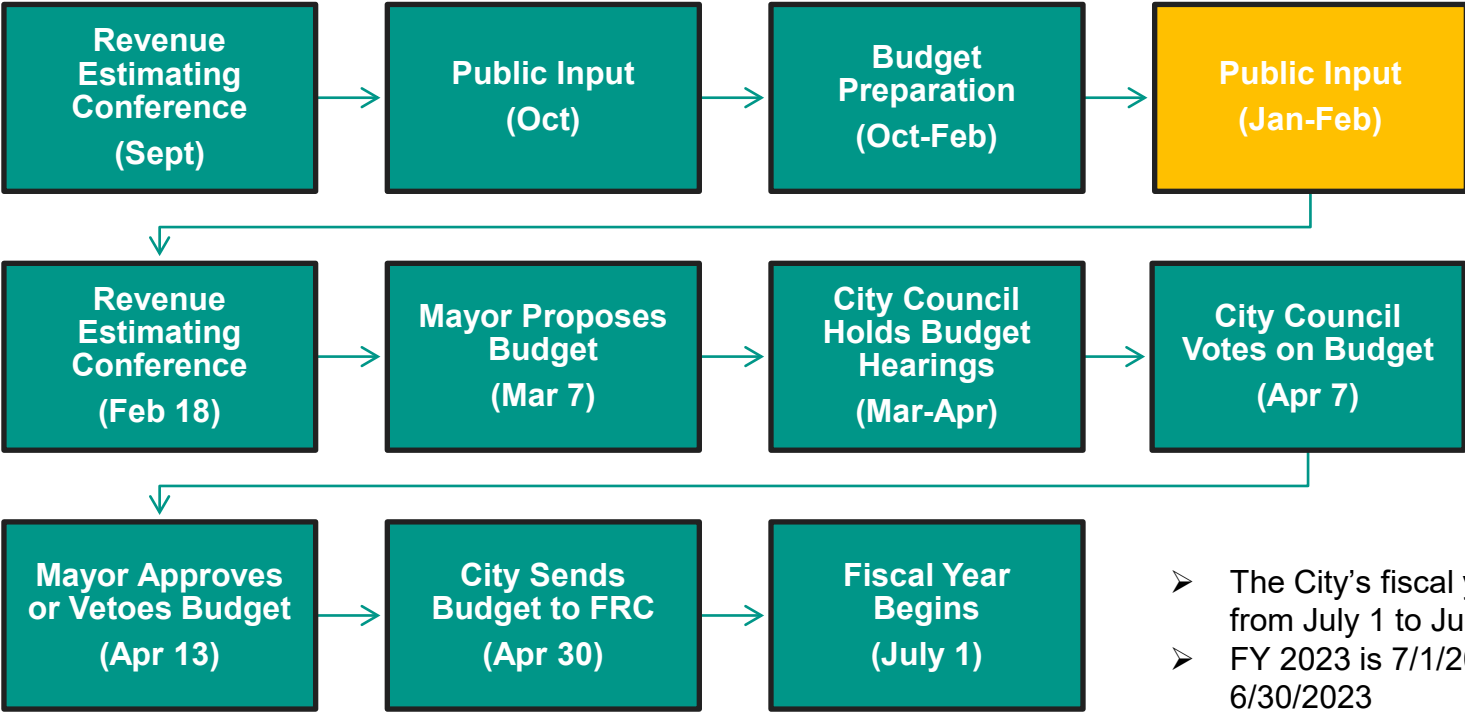 Revenue
Estimating
Conference
(Sept)
Public Input
(Oct)
Budget
Preparation
(Oct-Feb)
Public Input
(Jan-Feb)
Revenue
Estimating
Conference
(Feb 18)
Mayor Proposes
Budget
(Mar 7)
City Council
Holds Budget
Hearings
(Mar-Apr)
City Council
Votes on Budget
(Apr 7)
Mayor Approves
or Vetoes Budget
(Apr 13)
City Sends
Budget to FRC
(Apr 30)
Fiscal Year
Begins
(July 1)
➢ The City's fiscal
from July 1 to
➢ FY 2023 is
6/30/2023